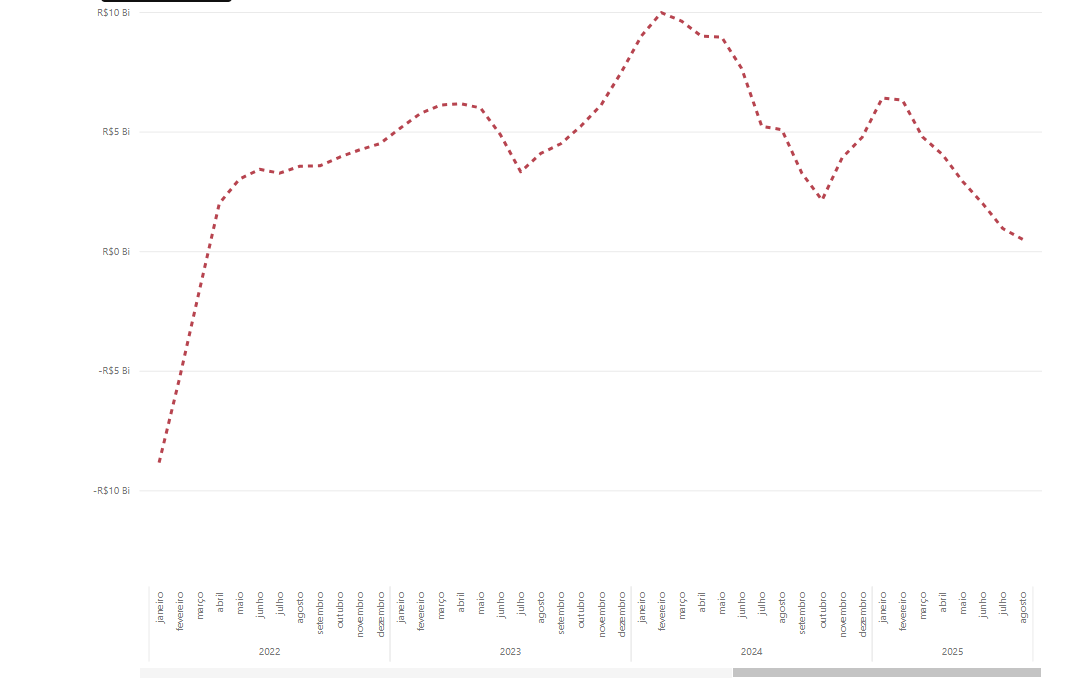 R$10 Bi
R$5 Bi
R$0 Bi
-R$5 Bi
-R$10 Bi
janeiro
fevereiro
março
abril
maio
junho
julho
agosto
setembro
outubro
novembro
dezembro
janeiro
fevereiro
março
abril
maio
junho
julho
agosto
setembro
outubro
novembro
dezembro
janeiro
fevereiro
março
abril
maio
junho
julho
agosto
setembro
outubro
novembro
dezembro
janeiro
fevereiro
março
abril
maio
junho
julho
agosto
2022
2023
2024
2025